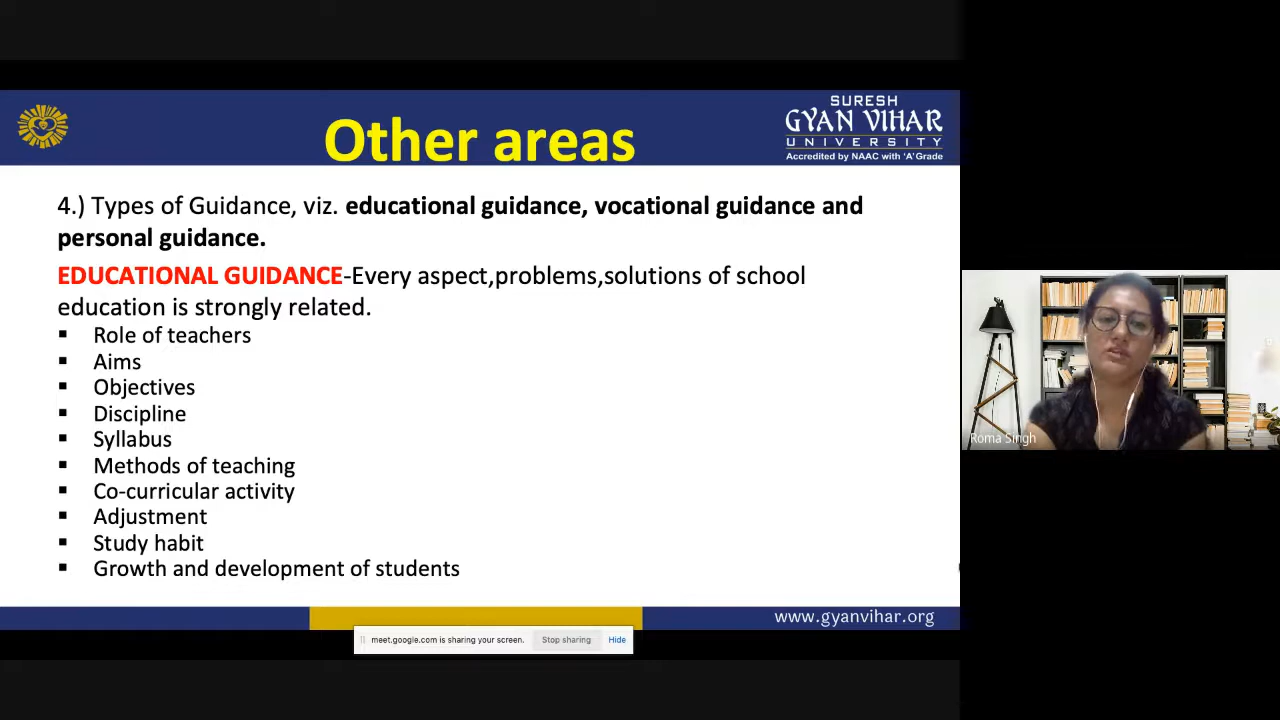 Other areas
SURESH
GYAN VIHAR
UNIVERSITY
Accredited by NAAC with 'A' Grade
4.) Types of Guidance, viz. educational guidance, vocational guidance and
personal guidance.
EDUCATIONAL GUIDANCE-Every aspect,problems,solutions of school
education is strongly related.
▪ Role of teachers
▪ Aims
▪ Objectives
▪ Discipline
▪ Syllabus
▪ Methods of teaching
▪ Co-curricular activity
▪ Adjustment
▪ Study habit
▪ Growth and development of students
www.gyanvihar.org
meet.google.com is sharing your screen. Stop sharing Hide
Roma Singh